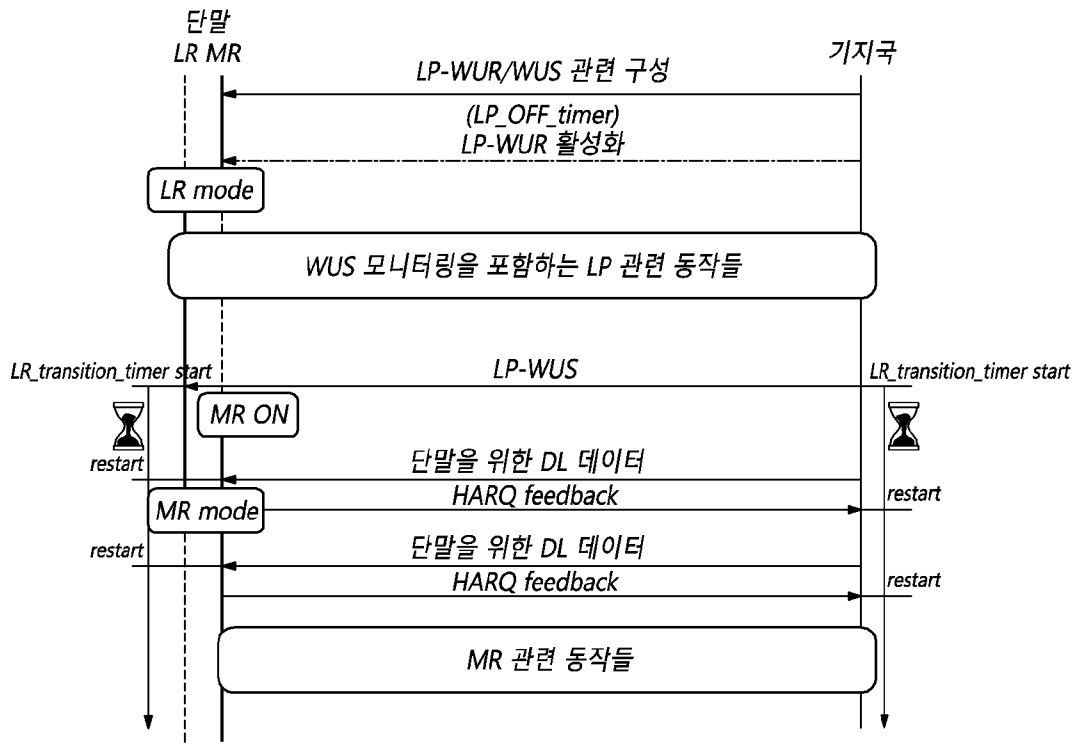 단말
LR MR
기지국
LP-WUR/WUS 관련 구성
(LP_OFF_timer)
LP-WUR 활성화
LR mode
WUS 모니터링을 포함하는 LP 관련 동작들
LR_transition_timer start
LP-WUS
LR_transition_timer start
MR ON
단말을 위한 DL 데이터
restart
HARQ feedback
restart
MR mode
단말을 위한 DL 데이터
restart
HARQ feedback
restart
MR 관련 동작들